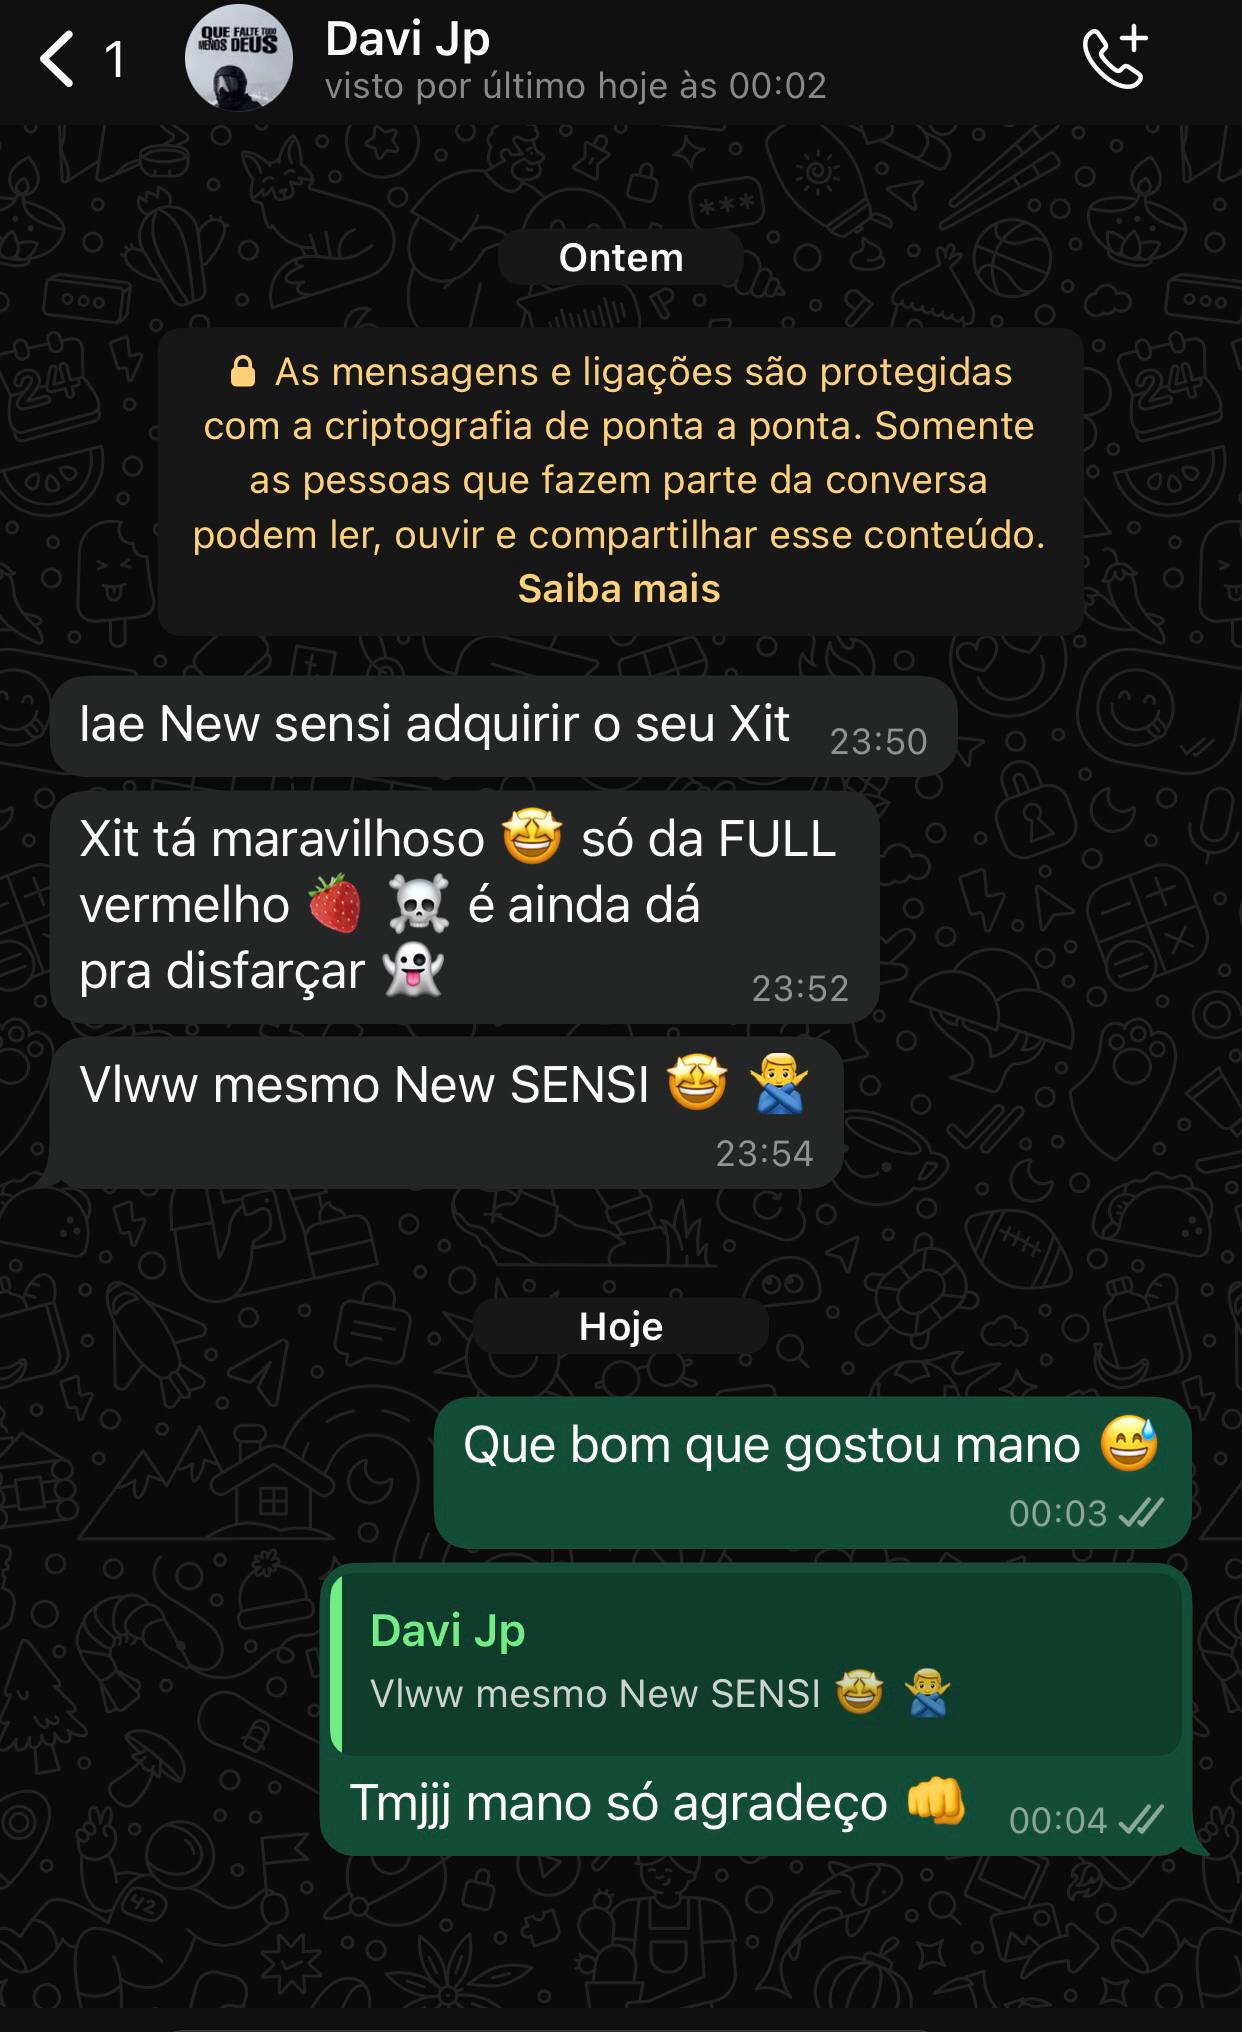 1
QUE FALTE TUDO
MENOS DEUS
Davi Jp
visto por último hoje às 00:02
Ontem
🔒 As mensagens e ligações são protegidas
com a criptografia de ponta a ponta. Somente
as pessoas que fazem parte da conversa
podem ler, ouvir e compartilhar esse conteúdo.
Saiba mais
Iae New sensi adquirir o seu Xit 23:50
Xit tá maravilhoso 🤩 só da FULL
vermelho 🍓 ☠️ é ainda dá
pra disfarçar 👻 23:52
Vlww mesmo New SENSI 🤩 🙅‍♂️
23:54
Hoje
Que bom que gostou mano 😅
00:03
Davi Jp
Vlww mesmo New SENSI 🤩 🙅‍♂️
Tmjjj mano só agradeço 👊 00:04